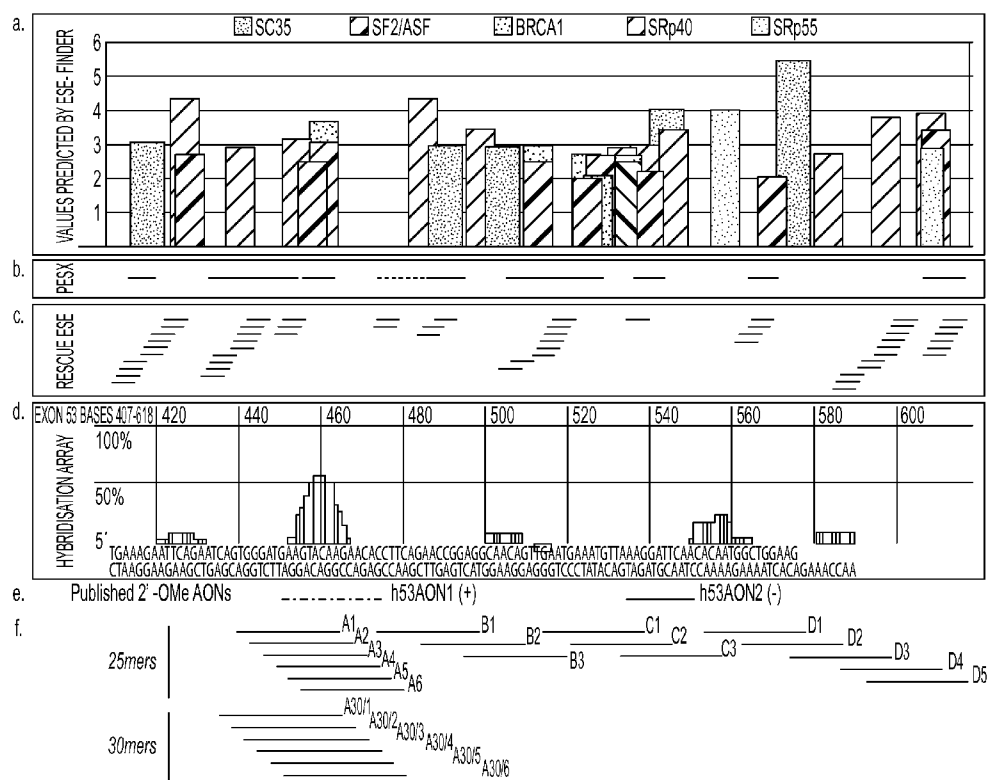 a.
SC35 SF2/ASF BRCA1 SRp40 SRp55
VALUES PREDICTED BY ESE- FINDER
6
5
4
3
2
1
b.
PESX
c.
RESCUE ESE
d.
EXON 53 BASES 407-618 420 440 460 480 500 520 540 560 580 600
HYBRIDISATION ARRAY
100%
50%
5´
TGAAAGAATTCAGAATCAGTGGGATGAAGTACAAGAACACCTTCAGAACCGGAGGCAACAGTTGAATGAAATGTTAAAGGATTCAACACAATGGCTGGAAG
CTAAGGAAGAAGCTGAGCAGGTCTTAGGACAGGCCAGAGCCAAGCTTGAGTCATGGAAGGAGGGTCCCTATACAGTAGATGCAATCCAAAAGAAAATCACAGAAACCAA
e.
Published 2' -OMe AONs h53AON1 (+) h53AON2 (-)
f.
25mers
A1 B1 C1 D1
A2 B2 C2 D2
A3 B3 C3 D3
A4 D4
A5 D5
A6
30mers
A30/1
A30/2
A30/3
A30/4
A30/5
A30/6